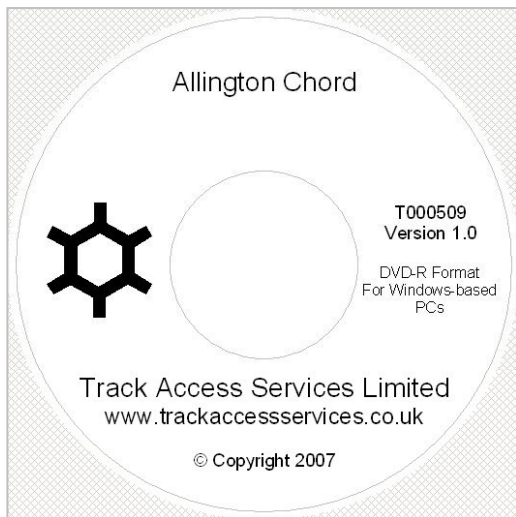 Allington Chord
T000509
Version 1.0
DVD-R Format
For Windows-based
PCs
Track Access Services Limited
www.trackaccessservices.co.uk
© Copyright 2007